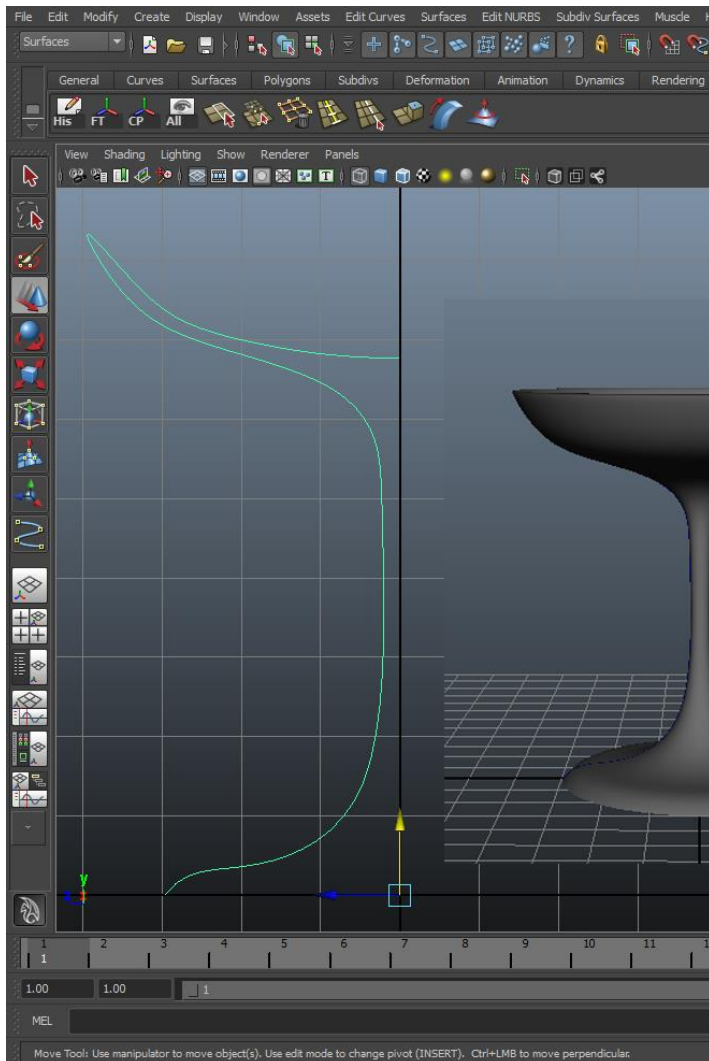 File Edit Modify Create Display Window Assets Edit Curves Surfaces Edit NURBS Subdiv Surfaces Muscle
Surfaces
General Curves Surfaces Polygons Subdivs Deformation Animation Dynamics Rendering
His FT CP All
View Shading Lighting Show Renderer Panels
y
1 2 3 4 5 6 7 8 9 10 11
1
1.00 1.00 1
MEL
Move Tool: Use manipulator to move object(s). Use edit mode to change pivot (INSERT). Ctrl+LMB to move perpendicular.